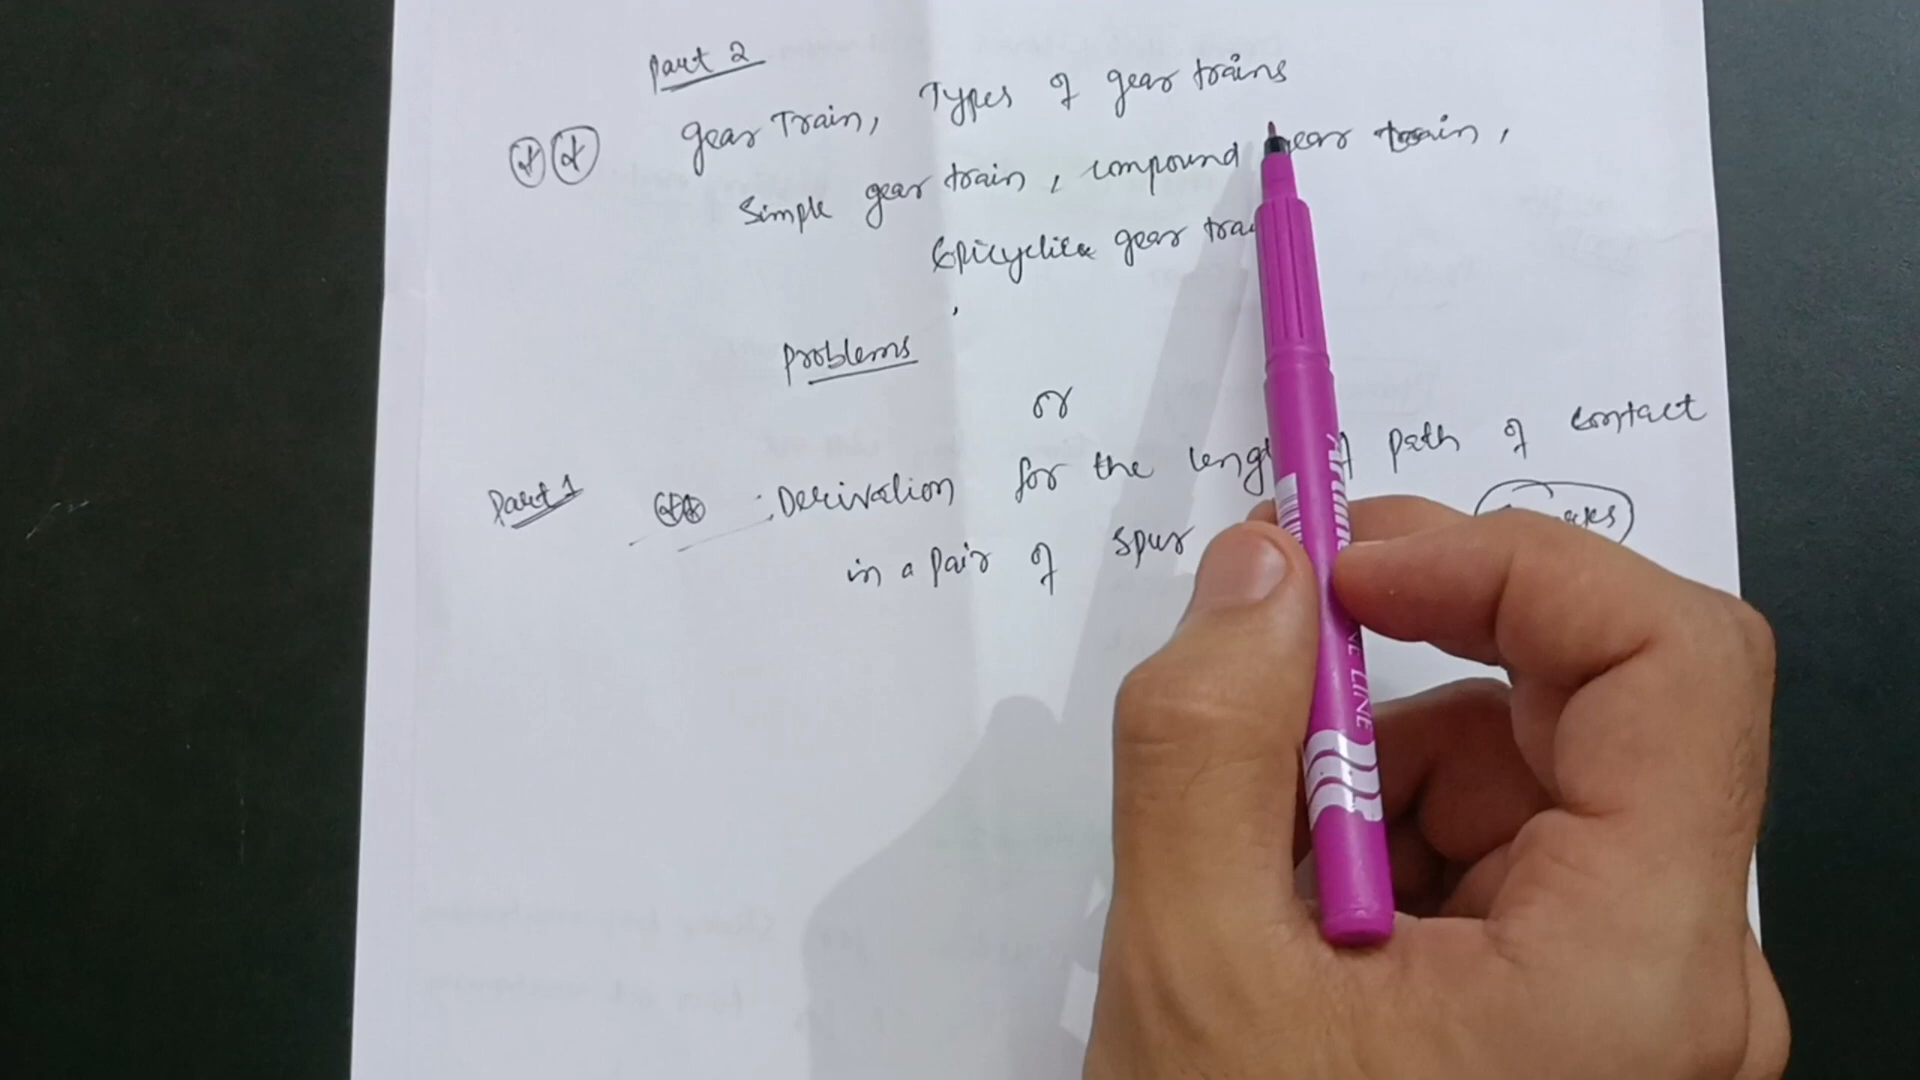 Part 2
Gear Train, Types of gear trains
Simple gear train, compound gear train,
Epicyclic gear
Problems
or
Part 1 Derivation for the path of contact
in a pair of spur
LINE